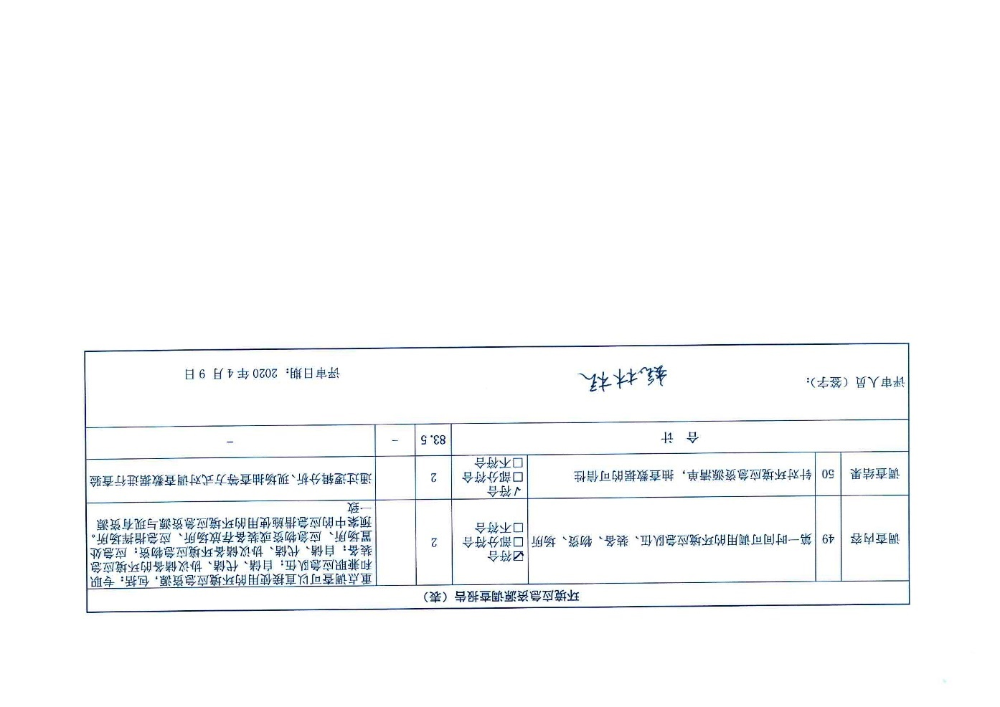 环境应急资源调查报告（表）
调查内容
49
第一时间可调用的环境应急队伍、装备、物资、场所
☑符合
□部分符合
□不符合
2
重点调查可以直接使用的环境应急资源，包括：专职
和兼职应急队伍；自储、代储、协议储备的环境应急
装备；自储、代储、协议储备环境应急物资；应急处
置场所、应急物资或装备存放场所、应急指挥场所。
预案中的应急措施使用的环境应急资源与现有资源
一致
调查结果
50
针对环境应急资源清单，抽查数据的可信性
√符合
□部分符合
□不符合
2
通过逻辑分析、现场抽查等方式对调查数据进行查验
合 计
83.5
－
－
评审人员（签字）：
评审日期：2020 年 4 月 9 日